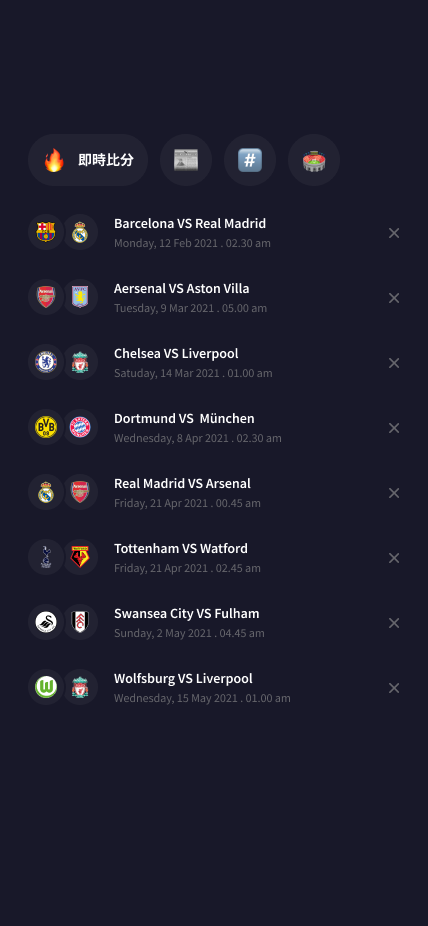 即時比分
Barcelona VS Real Madrid
Monday, 12 Feb 2021 . 02.30 am
Aersenal VS Aston Villa
Tuesday, 9 Mar 2021 . 05.00 am
Chelsea VS Liverpool
Satuday, 14 Mar 2021 . 01.00 am
Dortmund VS  München
Wednesday, 8 Apr 2021 . 02.30 am
Real Madrid VS Arsenal
Friday, 21 Apr 2021 . 00.45 am
Tottenham VS Watford
Friday, 21 Apr 2021 . 02.45 am
Swansea City VS Fulham
Sunday, 2 May 2021 . 04.45 am
Wolfsburg VS Liverpool
Wednesday, 15 May 2021 . 01.00 am